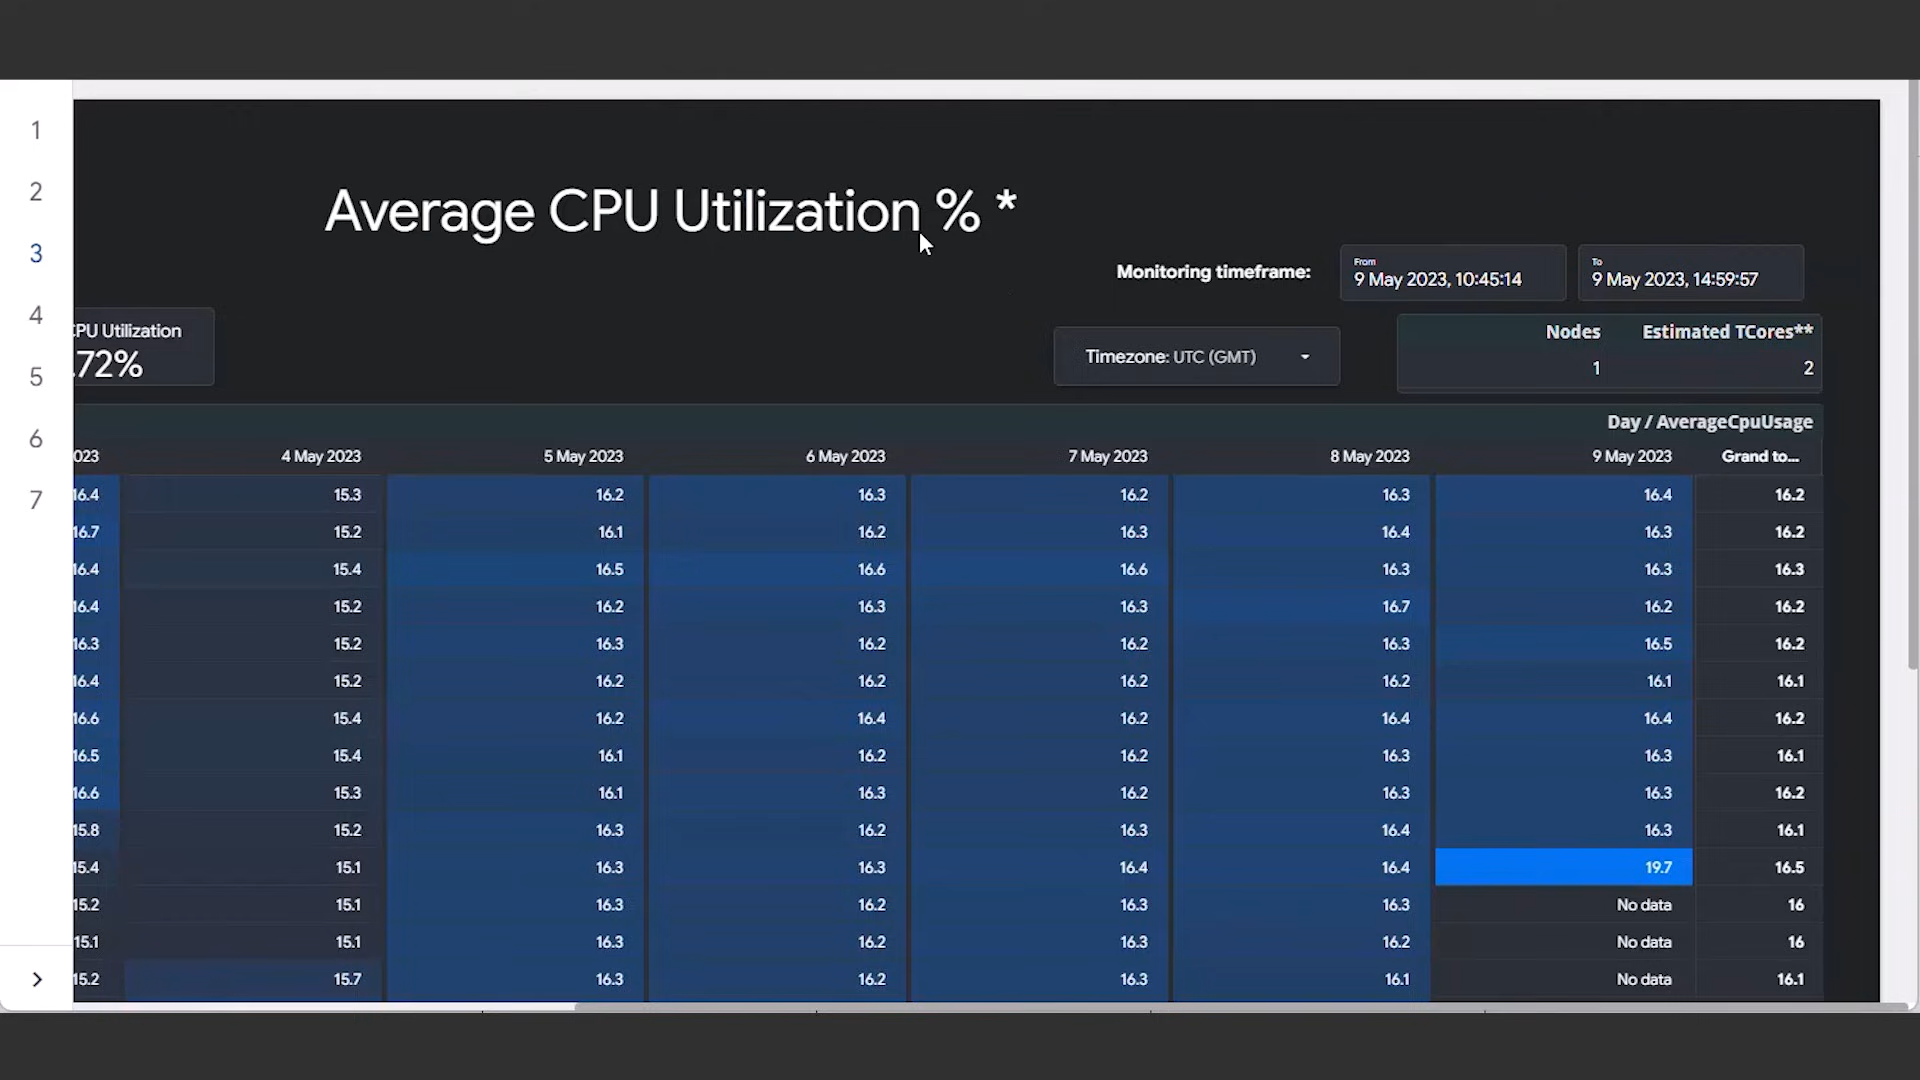 1
2
3
4
5
6
7
Average CPU Utilization % *
Monitoring timeframe:
From
9 May 2023, 10:45:14
To
9 May 2023, 14:59:57
CPU Utilization
.72%
Timezone: UTC (GMT)
Nodes Estimated TCores**
1 2
Day / AverageCpuUsage
023 4 May 2023 5 May 2023 6 May 2023 7 May 2023 8 May 2023 9 May 2023 Grand to...
16.4 15.3 16.2 16.3 16.2 16.3 16.4 16.2
16.7 15.2 16.1 16.2 16.3 16.4 16.3 16.2
16.4 15.4 16.5 16.6 16.6 16.3 16.3 16.3
16.4 15.2 16.2 16.3 16.3 16.7 16.2 16.2
16.3 15.2 16.3 16.2 16.2 16.3 16.5 16.2
16.4 15.2 16.2 16.2 16.2 16.2 16.1 16.1
16.6 15.4 16.2 16.4 16.2 16.4 16.4 16.2
16.5 15.4 16.1 16.2 16.2 16.3 16.3 16.1
16.6 15.3 16.1 16.3 16.2 16.3 16.3 16.2
15.8 15.2 16.3 16.2 16.3 16.4 16.3 16.1
15.4 15.1 16.3 16.3 16.4 16.4 19.7 16.5
15.2 15.1 16.3 16.2 16.3 16.3 No data 16
15.1 15.1 16.3 16.2 16.3 16.2 No data 16
15.2 15.7 16.3 16.2 16.3 16.1 No data 16.1